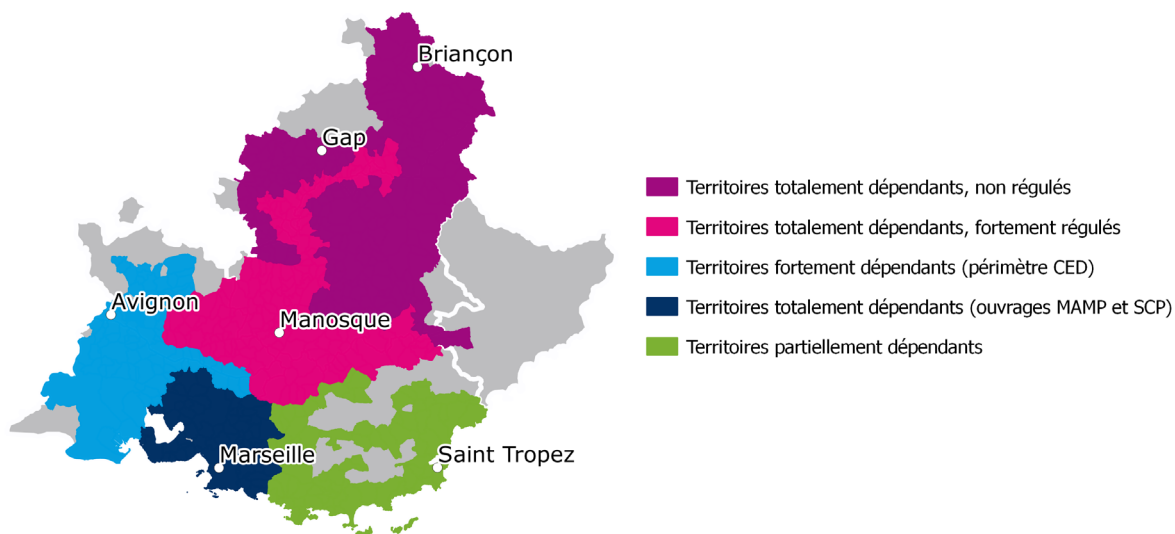 Briançon
Gap
Avignon
Manosque
Marseille
Saint Tropez
Territoires totalement dépendants, non régulés
Territoires totalement dépendants, fortement régulés
Territoires fortement dépendants (périmètre CED)
Territoires totalement dépendants (ouvrages MAMP et SCP)
Territoires partiellement dépendants